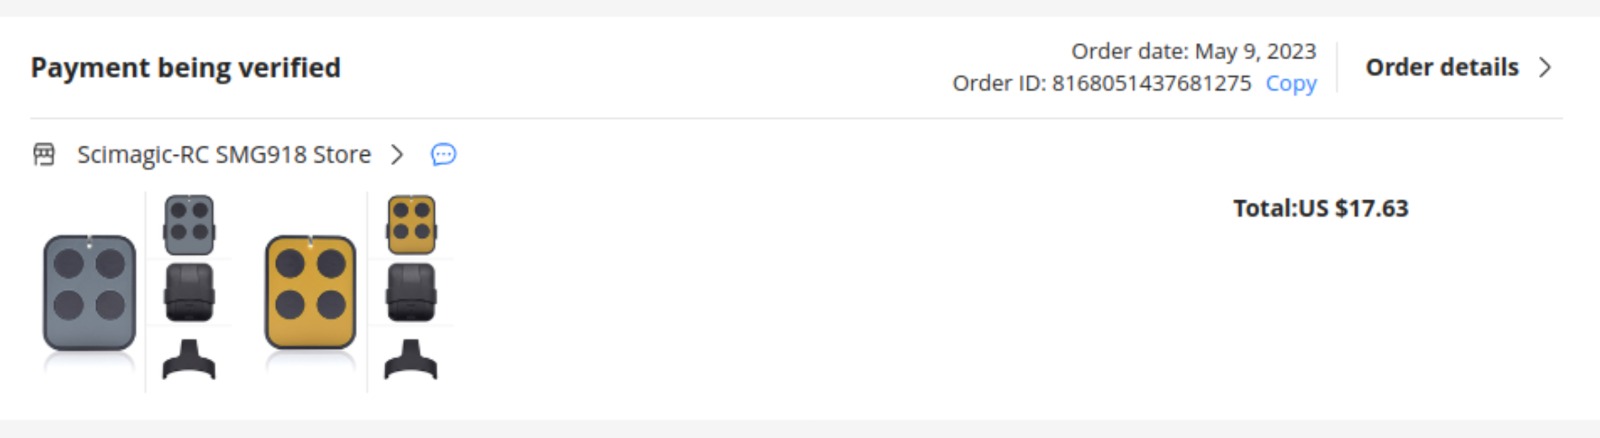 Payment being verified
Order date: May 9, 2023
Order ID: 8168051437681275 Copy
Order details
Scimagic-RC SMG918 Store
Total:US $17.63